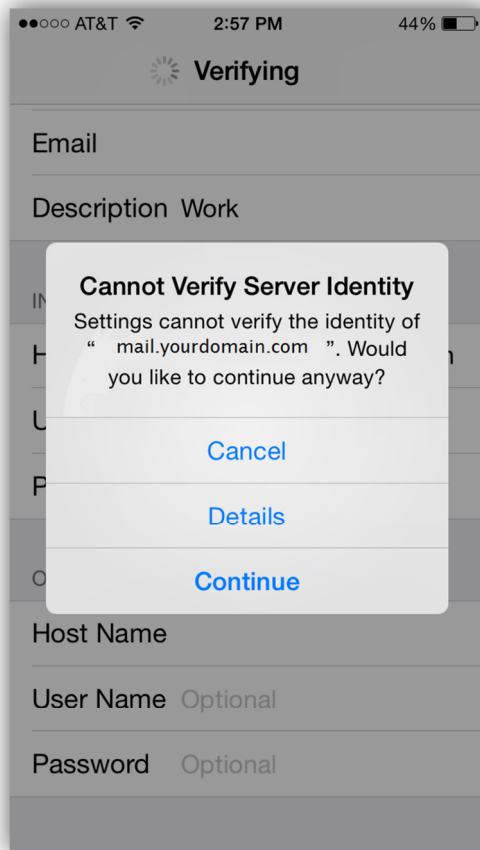 AT&T 2:57 PM 44%
Verifying
Email
Description Work
IN
Cannot Verify Server Identity
Settings cannot verify the identity of
“ mail.yourdomain.com ”. Would
you like to continue anyway?
H n
U
Cancel
P
Details
O
Continue
Host Name
User Name Optional
Password Optional